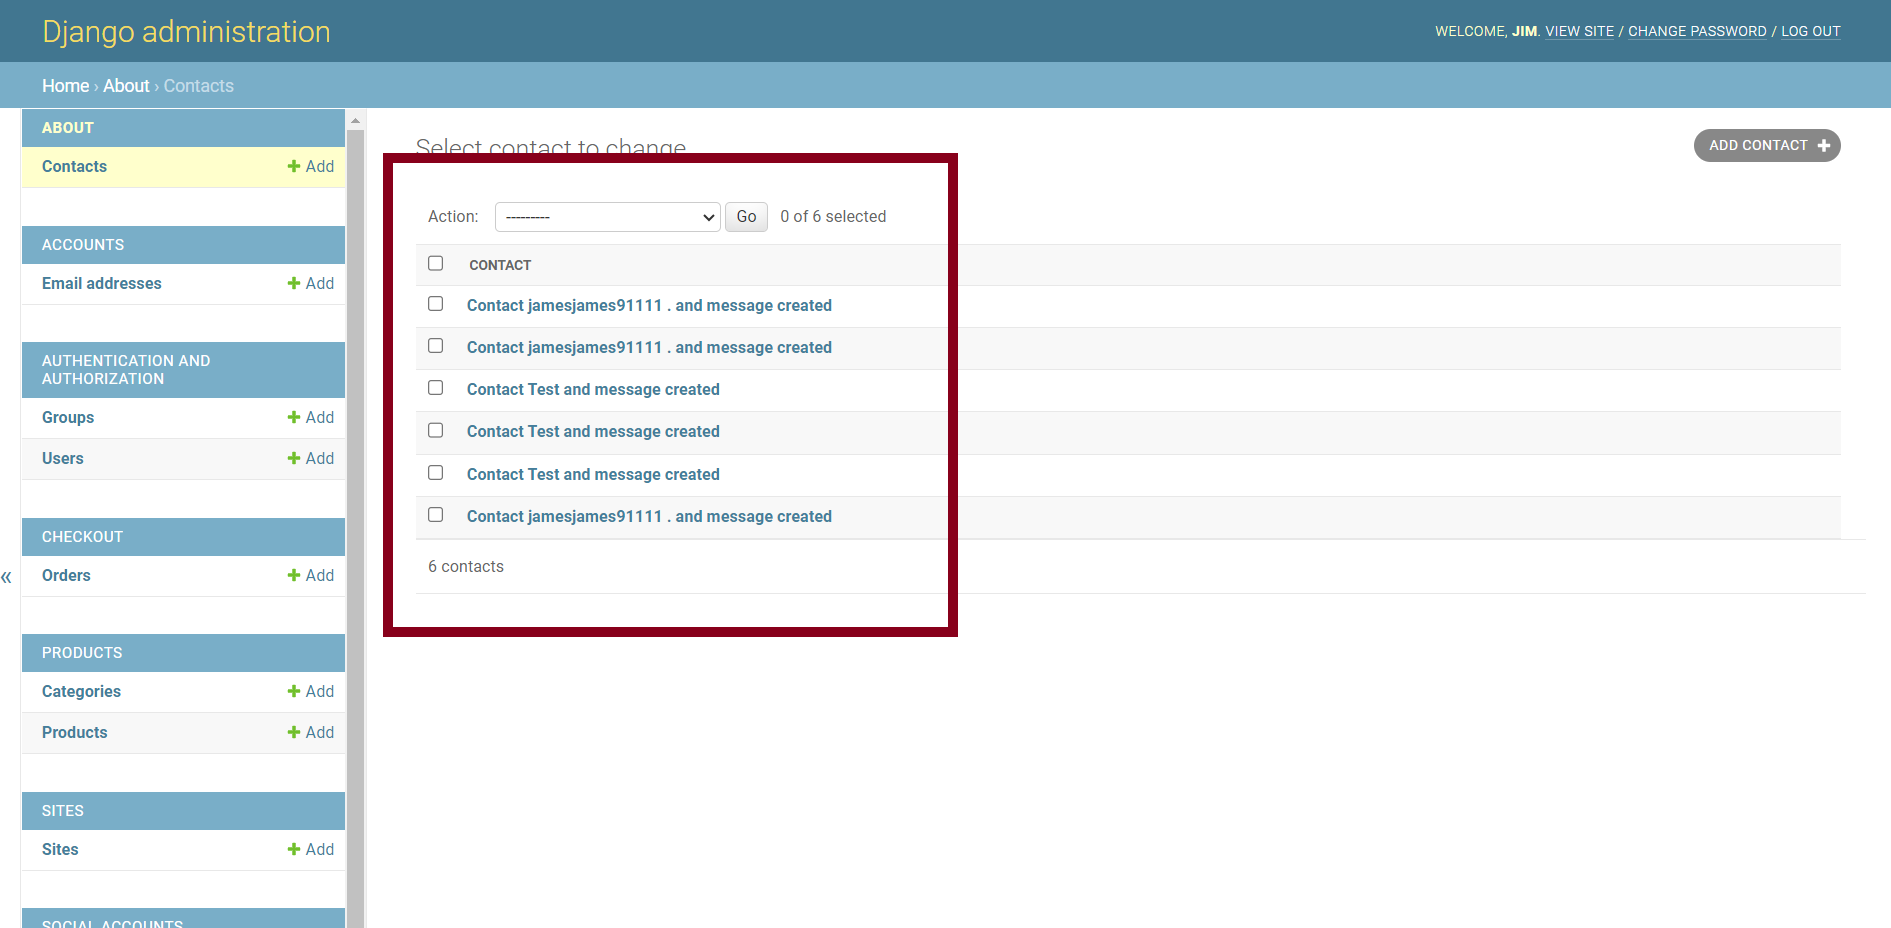 Django administration
WELCOME, JIM. VIEW SITE / CHANGE PASSWORD / LOG OUT
Home › About › Contacts
ABOUT
Contacts + Add
ACCOUNTS
Email addresses + Add
AUTHENTICATION AND
AUTHORIZATION
Groups + Add
Users + Add
CHECKOUT
Orders + Add
PRODUCTS
Categories + Add
Products + Add
SITES
Sites + Add
SOCIAL ACCOUNTS
«
Select contact to change
ADD CONTACT +
Action: --------- Go 0 of 6 selected
CONTACT
Contact jamesjames91111 . and message created
Contact jamesjames91111 . and message created
Contact Test and message created
Contact Test and message created
Contact Test and message created
Contact jamesjames91111 . and message created
6 contacts